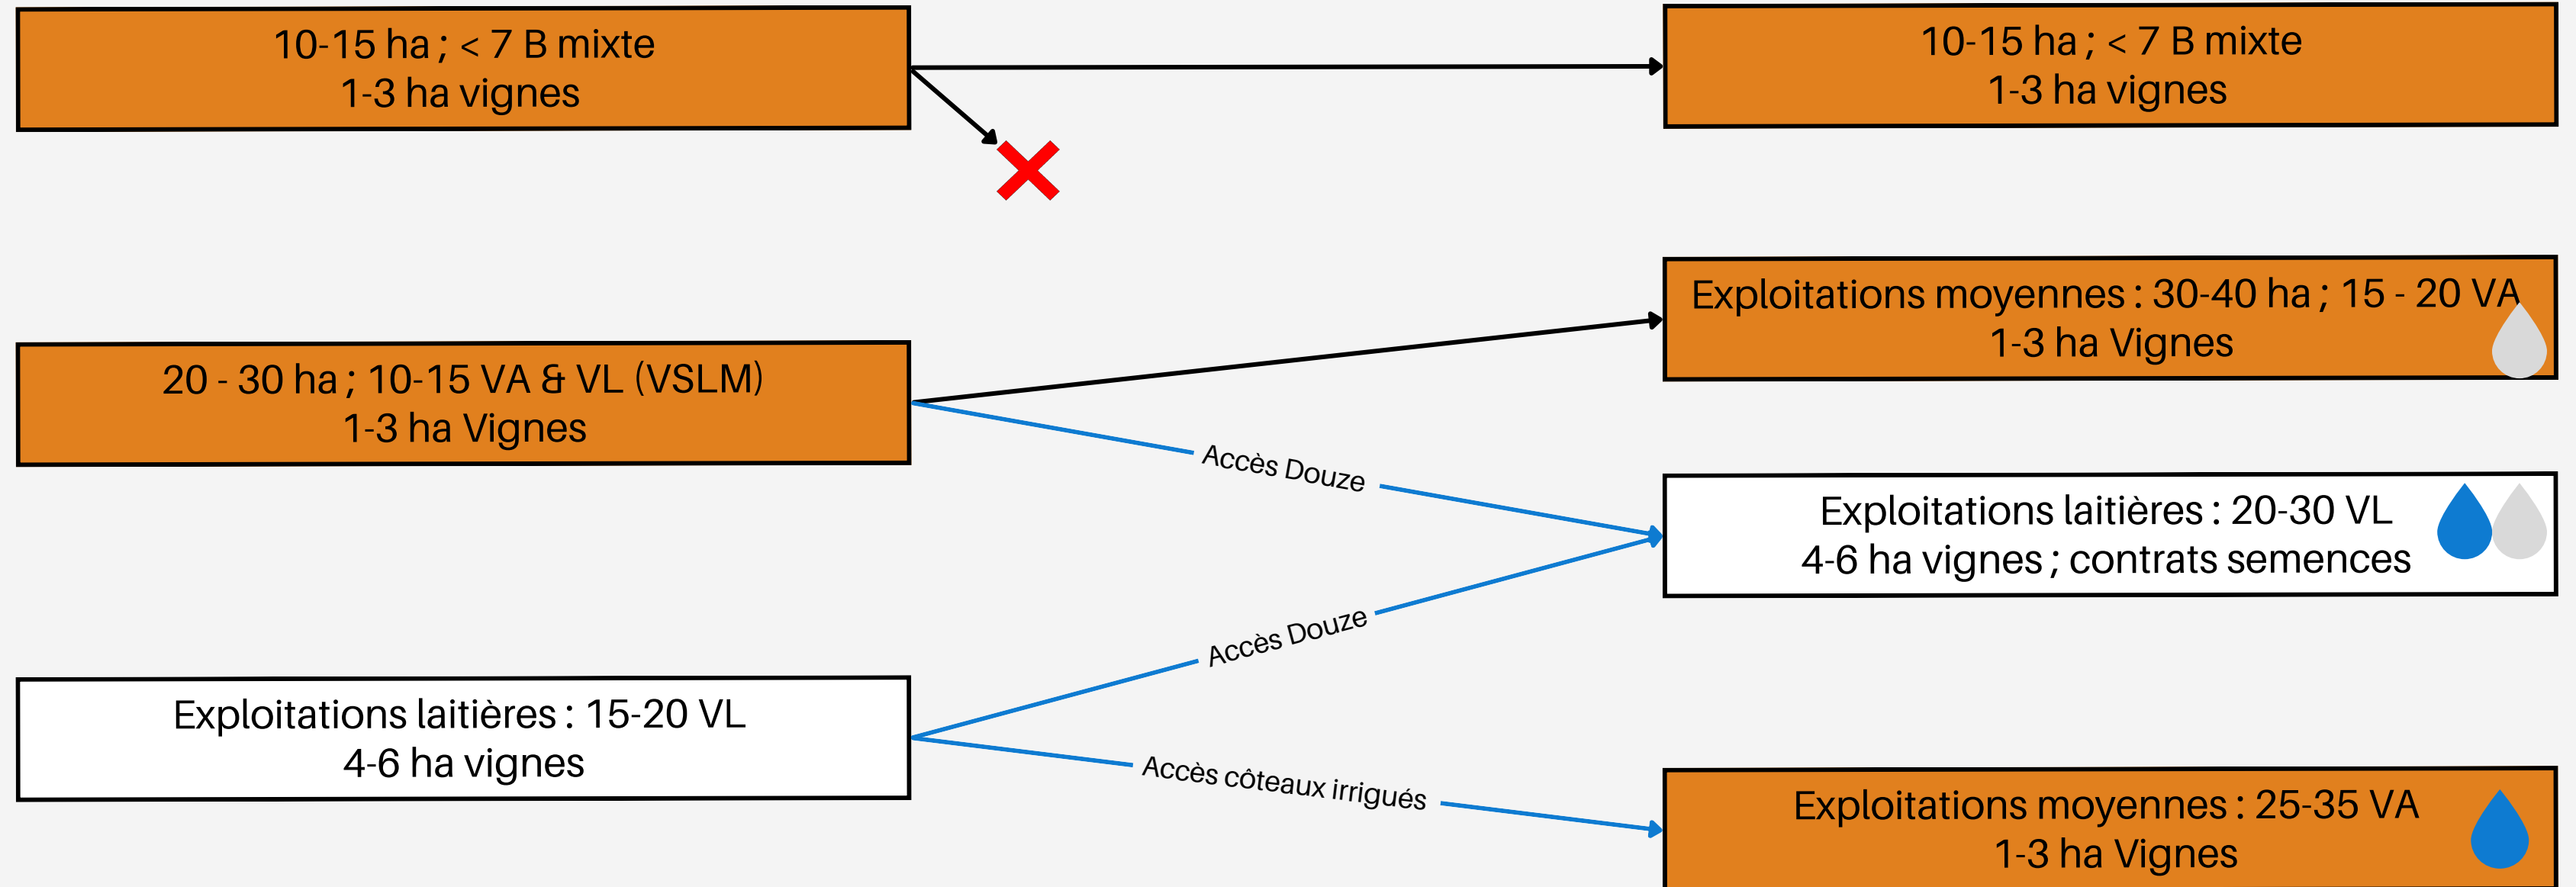 10-15 ha ; < 7 B mixte
1-3 ha vignes
10-15 ha ; < 7 B mixte
1-3 ha vignes
Exploitations moyennes : 30-40 ha ; 15 - 20 VA
1-3 ha Vignes
20 - 30 ha ; 10-15 VA & VL (VSLM)
1-3 ha Vignes
Accès Douze
Exploitations laitières : 20-30 VL
4-6 ha vignes ; contrats semences
Accès Douze
Exploitations laitières : 15-20 VL
4-6 ha vignes
Accès côteaux irrigués
Exploitations moyennes : 25-35 VA
1-3 ha Vignes